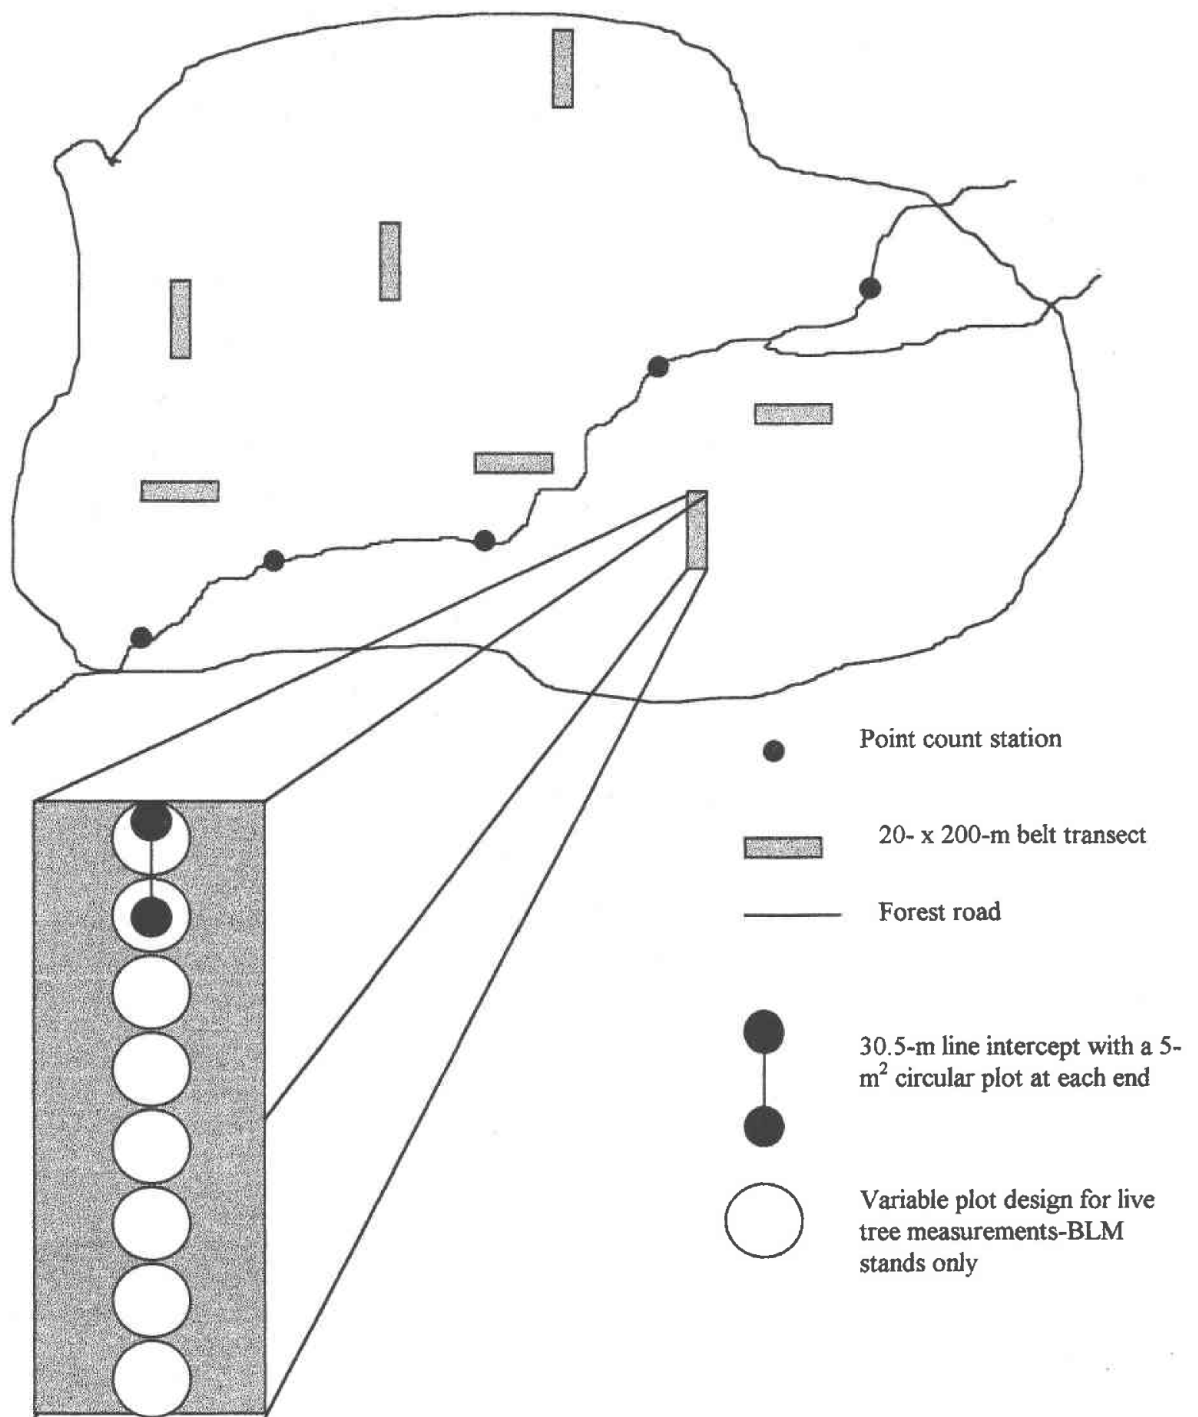 Point count station
20- x 200-m belt transect
Forest road
30.5-m line intercept with a 5-
m² circular plot at each end
Variable plot design for live
tree measurements-BLM
stands only